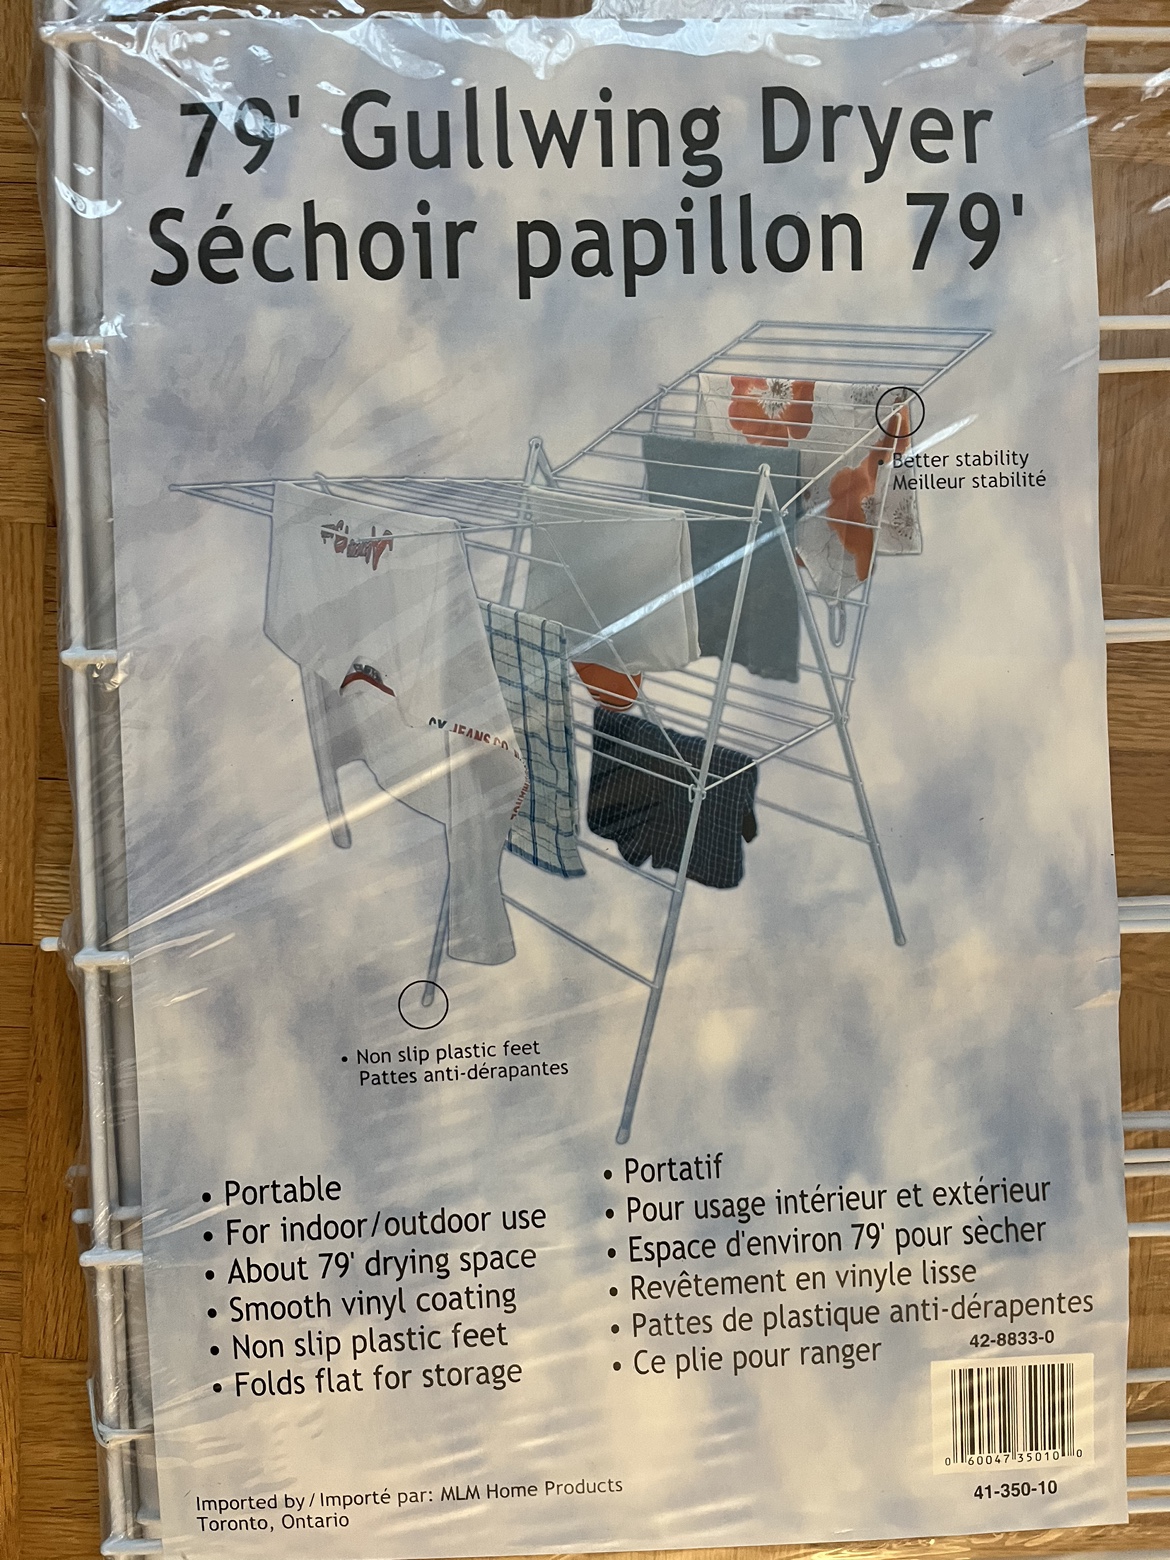 79' Gullwing Dryer
Séchoir papillon 79'
• Better stability
Meilleur stabilité
CK JEANS CO.
• Non slip plastic feet
Pattes anti-dérapantes
• Portable
• For indoor/outdoor use
• About 79' drying space
• Smooth vinyl coating
• Non slip plastic feet
• Folds flat for storage
• Portatif
• Pour usage intérieur et extérieur
• Espace d'environ 79' pour sècher
• Revêtement en vinyle lisse
• Pattes de plastique anti-dérapentes
• Ce plie pour ranger
42-8833-0
0 60047 35010 0
41-350-10
Imported by / Importé par: MLM Home Products
Toronto, Ontario